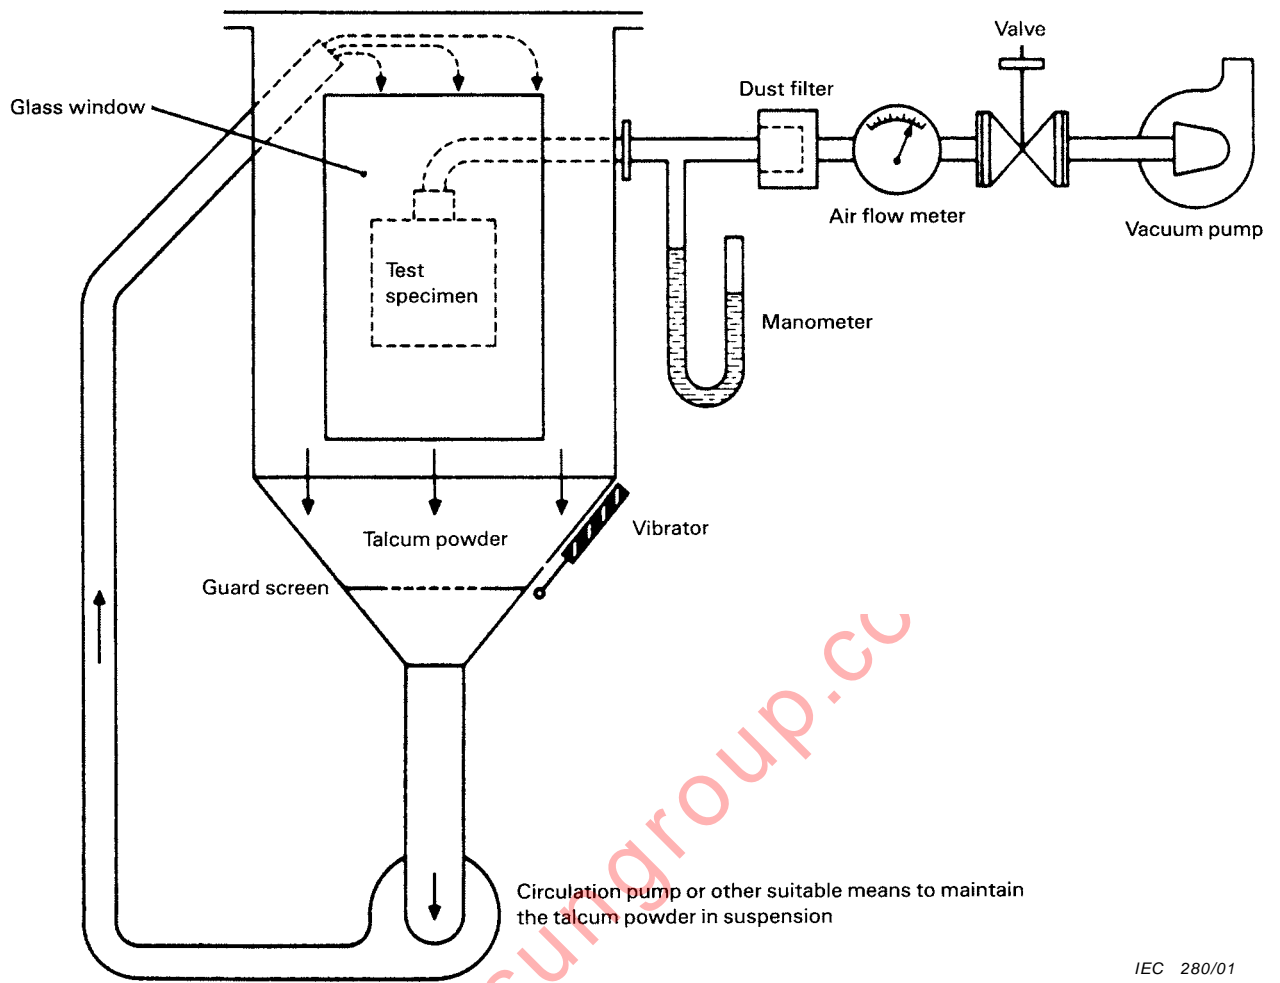 Valve
Dust filter
Glass window
Air flow meter
Vacuum pump
Test
specimen
Manometer
Vibrator
Talcum powder
Guard screen
Circulation pump or other suitable means to maintain
the talcum powder in suspension
IEC 280/01